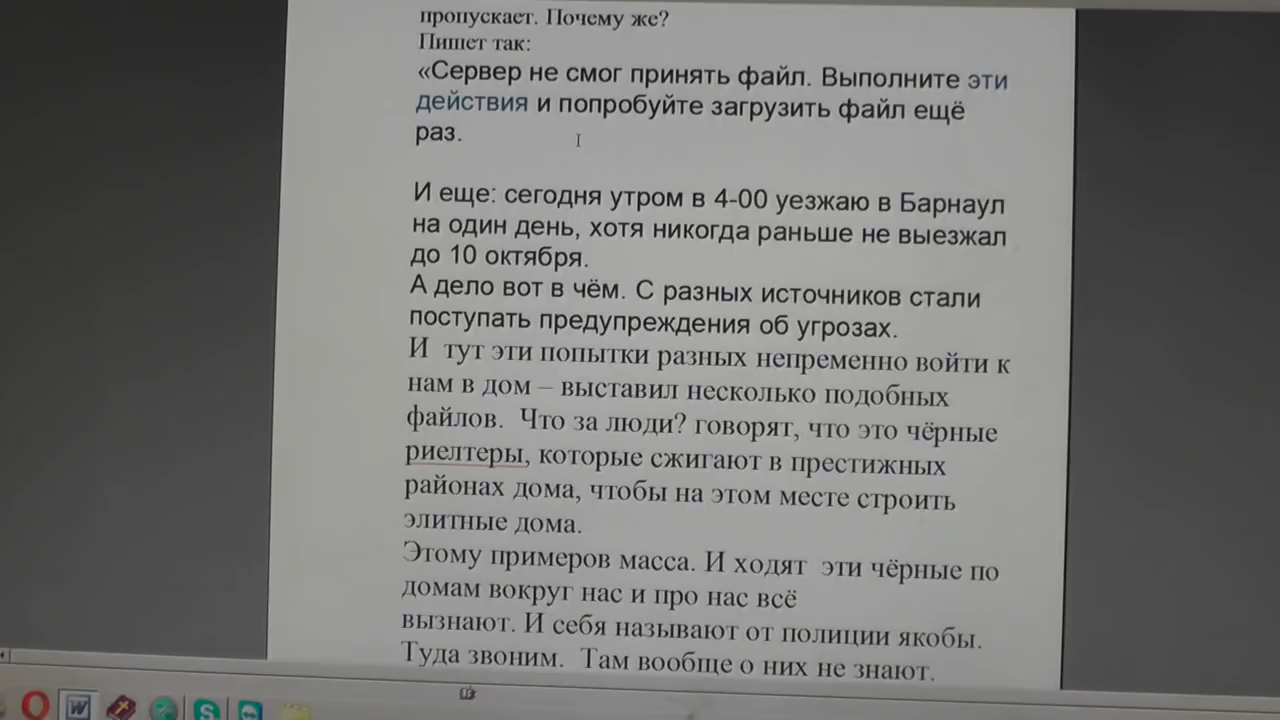 пропускает. Почему же?
Пишет так:
«Сервер не смог принять файл. Выполните эти
действия и попробуйте загрузить файл ещё
раз.
И еще: сегодня утром в 4-00 уезжаю в Барнаул
на один день, хотя никогда раньше не выезжал
до 10 октября.
А дело вот в чём. С разных источников стали
поступать предупреждения об угрозах.
И тут эти попытки разных непременно войти к
нам в дом – выставил несколько подобных
файлов. Что за люди? говорят, что это чёрные
риелтеры, которые сжигают в престижных
районах дома, чтобы на этом месте строить
элитные дома.
Этому примеров масса. И ходят эти чёрные по
домам вокруг нас и про нас всё
вызнают. И себя называют от полиции якобы.
Туда звоним. Там вообще о них не знают.